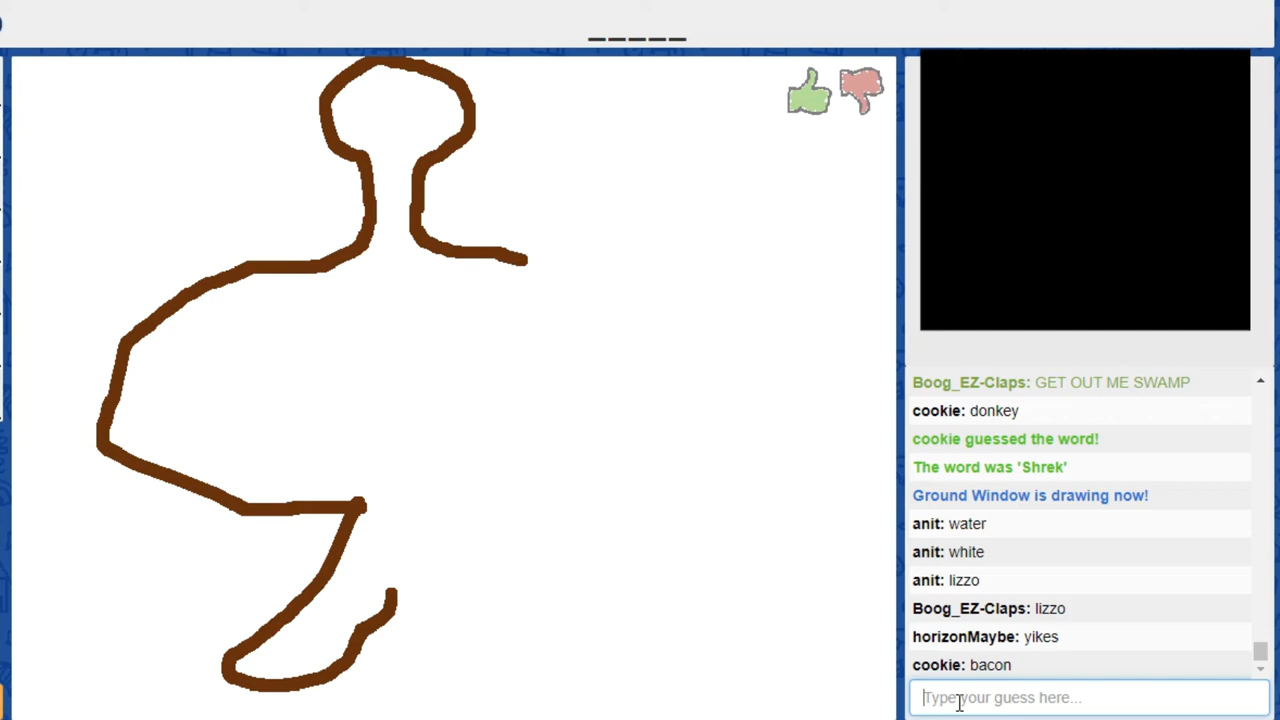 _____
Boog_EZ-Claps: GET OUT ME SWAMP
cookie: donkey
cookie guessed the word!
The word was 'Shrek'
Ground Window is drawing now!
anit: water
anit: white
anit: lizzo
Boog_EZ-Claps: lizzo
horizonMaybe: yikes
cookie: bacon
Type your guess here...